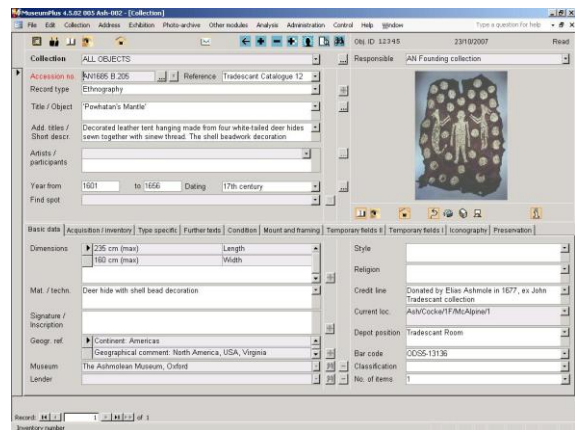 MuseumPlus 4.5.02 005 Ash-002 - [Collection]
File Edit Collection Address Exhibition Photo-archive Other modules Analysis Administration Control Help Window Type a question for help
Obj. ID 12345 23/10/2007 Read
Collection ALL OBJECTS Responsible AN Founding collection
Accession no. AN1685 B.205 Reference Tradescant Catalogue 12
Record type Ethnography
Title / Object 'Powhatan's Mantle'
Add. titles / Decorated leather tent hanging made from four white-tailed deer hides
Short descr. sewn together with sinew thread. The shell beadwork decoration
Artists /
participants
Year from 1601 to 1656 Dating 17th century
Find spot
Basic data Acquisition / inventory Type specific Further texts Condition Mount and framing Temporary fields II Temporary fields I Iconography Preservation
Dimensions 235 cm (max) Length Style
160 cm (max) Width
Religion
Mat. / techn. Deer hide with shell bead decoration Credit line Donated by Elias Ashmole in 1677, ex John
Tradescant collection
Signature /
Inscription
Current loc. Ash/Cocke/1F/McAlpine/1
Geogr. ref. Continent: Americas Depot position Tradescant Room
Geographical comment: North America, USA, Virginia Bar code ODS5-13136
Museum The Ashmolean Museum, Oxford Classification
Lender No. of items 1
Record: 1 of 1
Inventory number